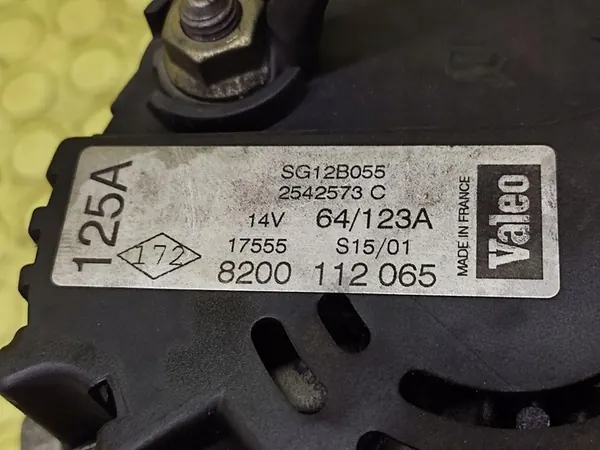 125A
SG12B055
2542573 C
14V 64/123A
172 17555 S15/01
8200 112 065
MADE IN FRANCE
Valeo